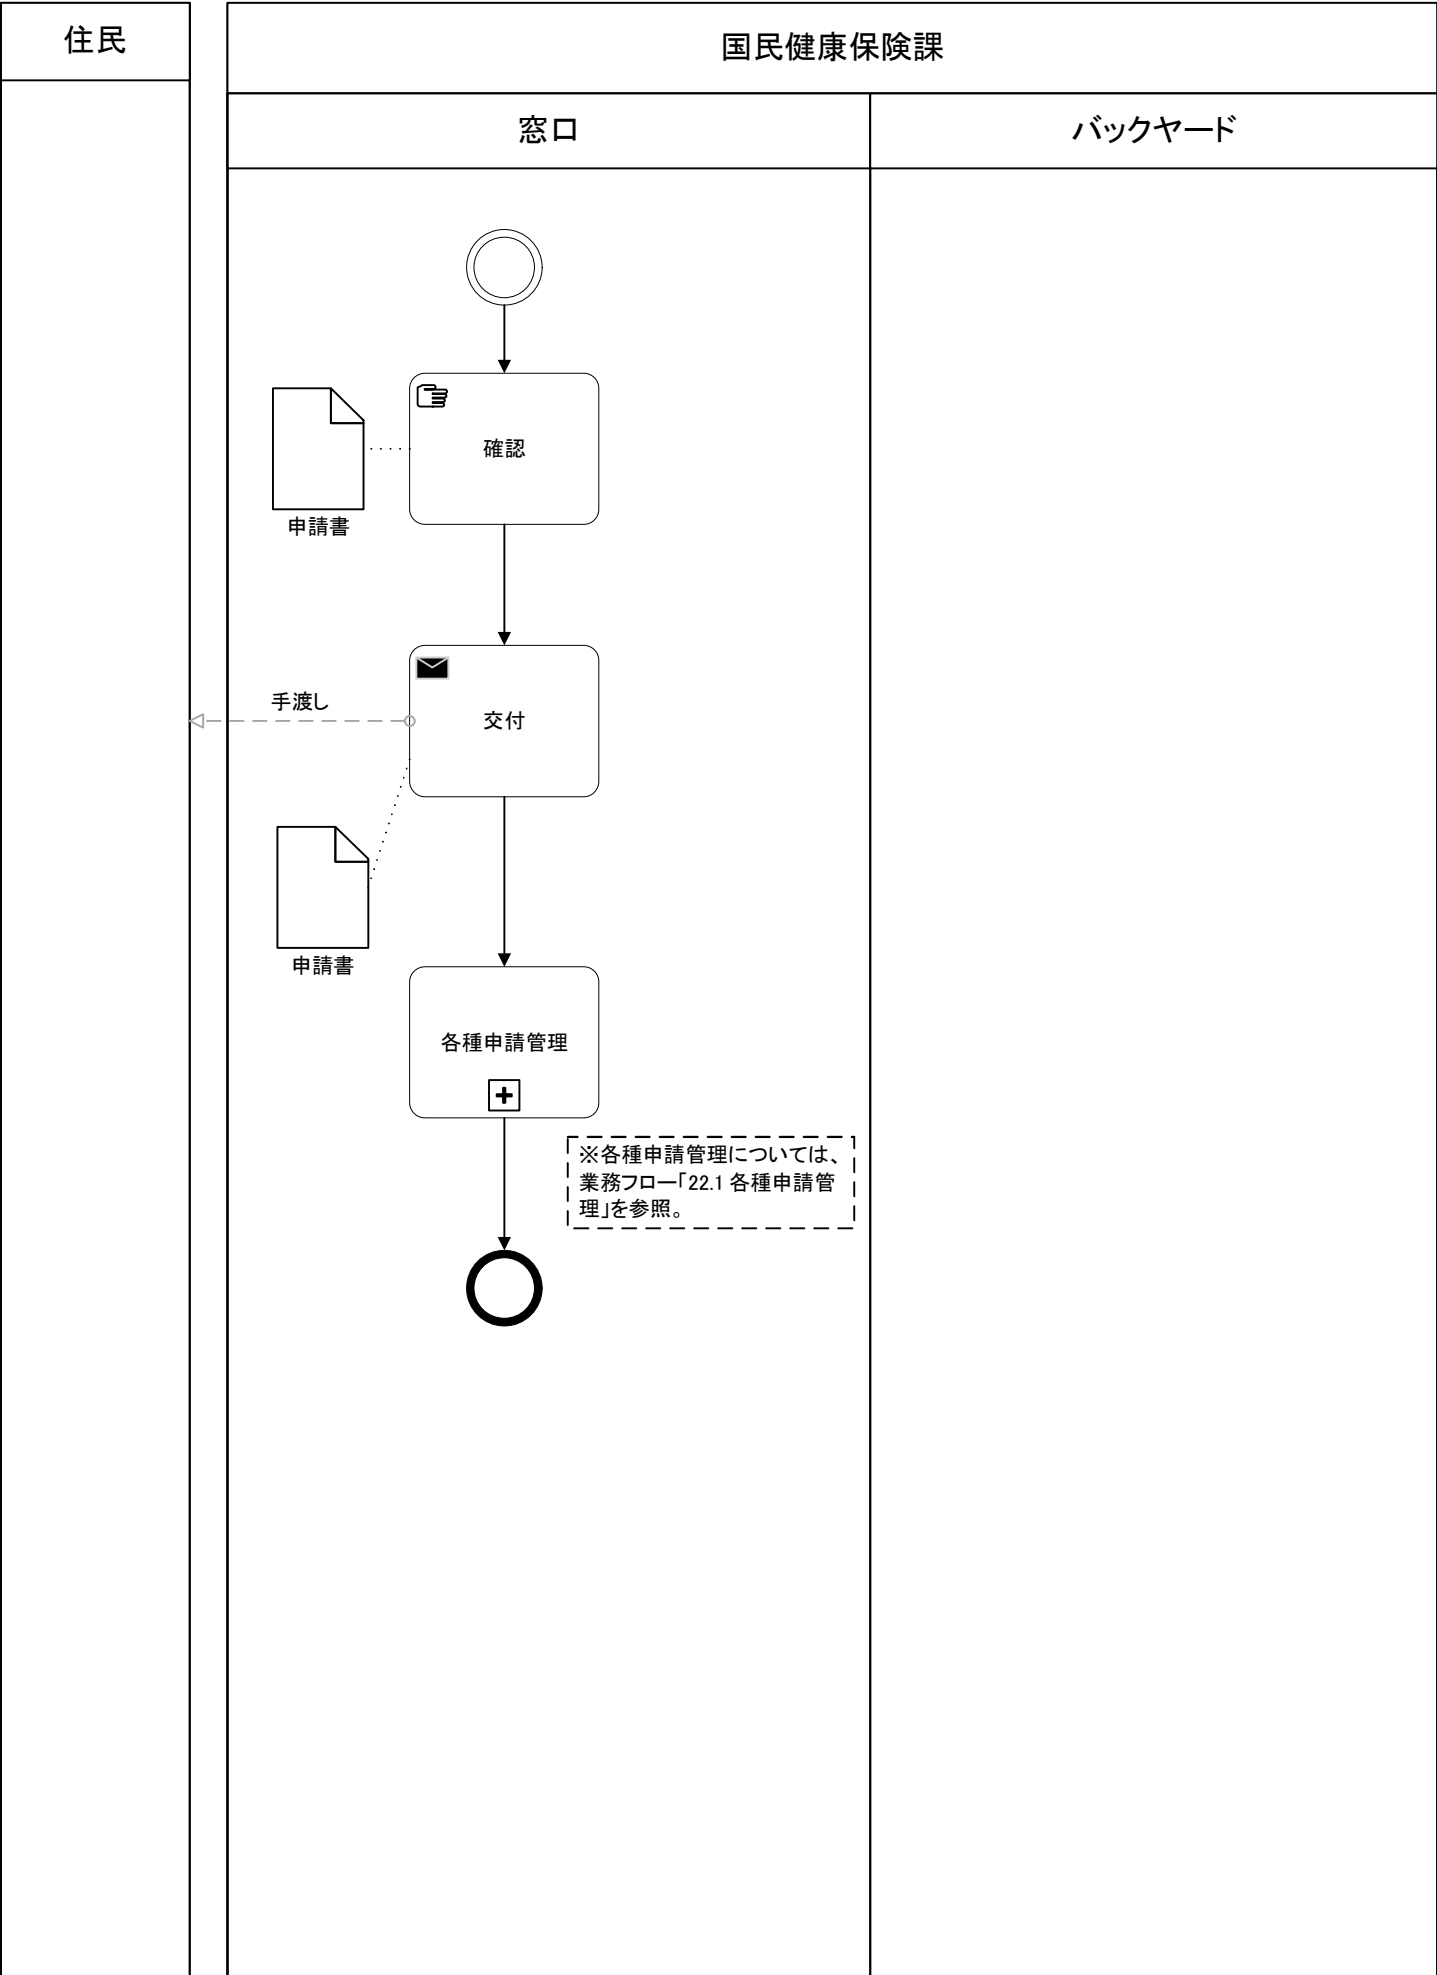 住民
国民健康保険課
窓口
バックヤード
確認
申請書
手渡し
交付
申請書
各種申請管理
※各種申請管理については、
業務フロー「22.1 各種申請管
理」を参照。